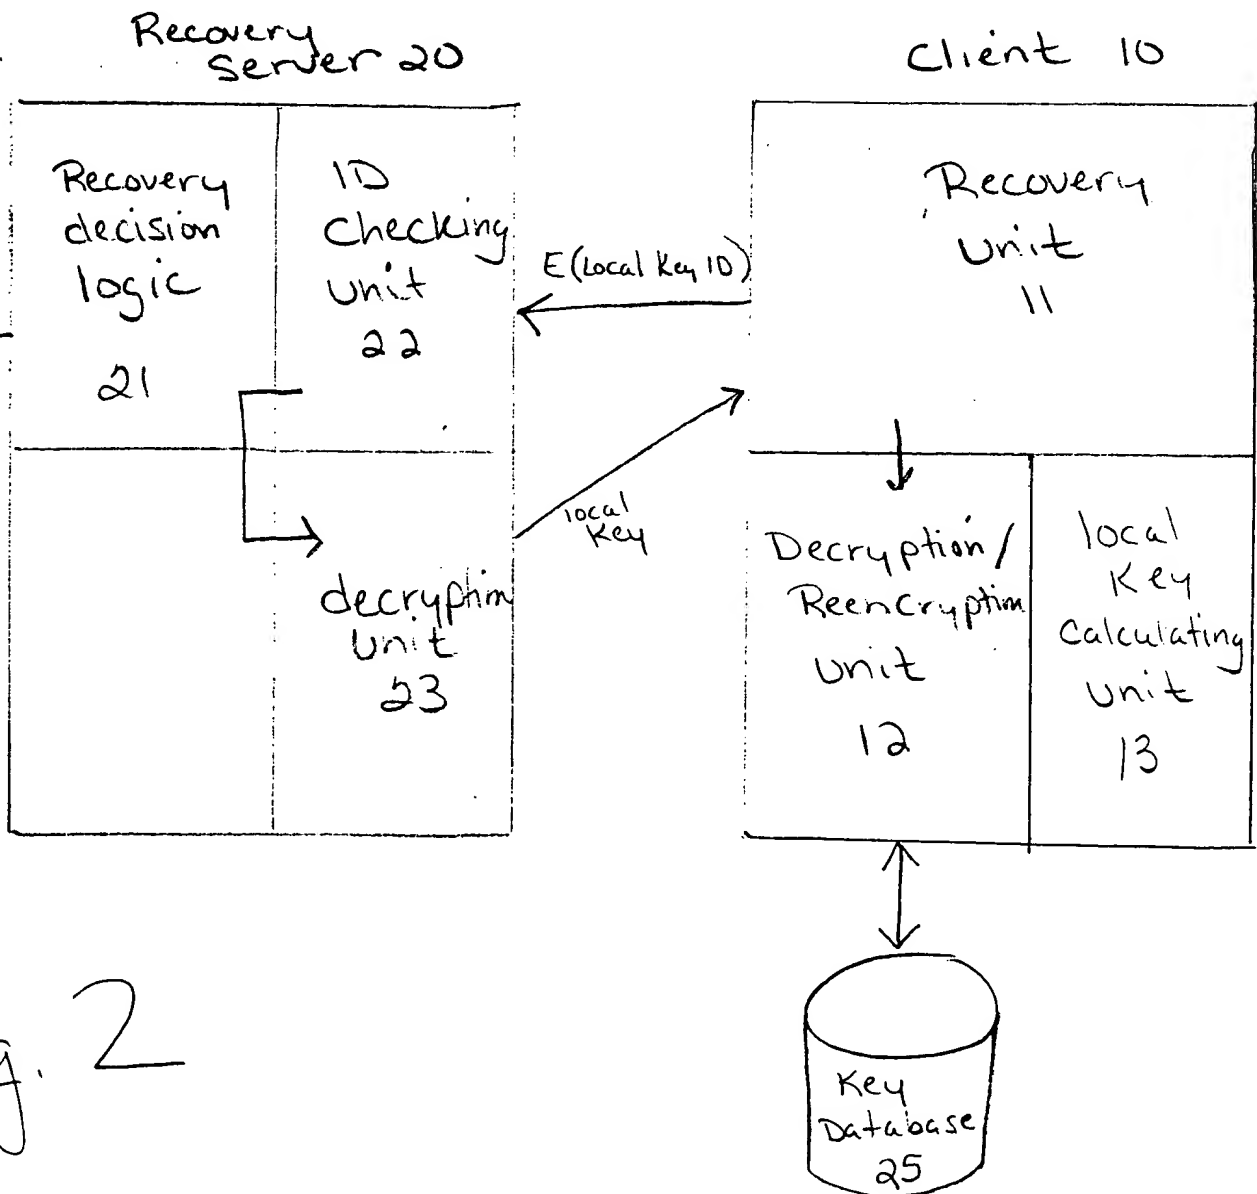 Recovery
Server 20
Client 10
Recovery
decision
logic
21
ID
Checking
unit
22
E(Local Key ID)
Recovery
Unit
11
local
Key
decryption
Unit
23
Decryption/
Reencryption
Unit
12
local
Key
Calculating
Unit
13
Key
Database
25
g. 2